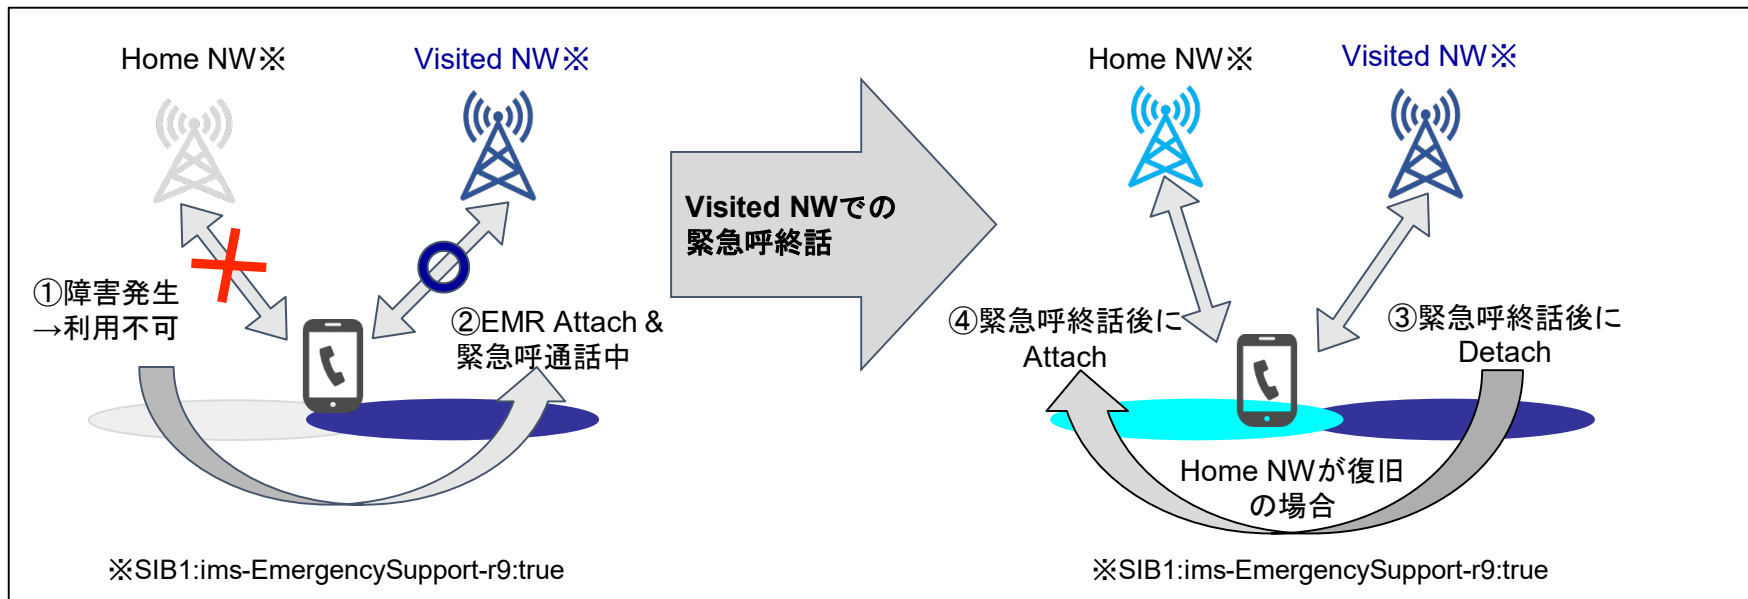 Home NW※
Visited NW※
①障害発生
→利用不可
②EMR Attach &
緊急呼通話中
※SIB1:ims-EmergencySupport-r9:true
Visited NWでの
緊急呼終話
Home NW※
Visited NW※
④緊急呼終話後に
Attach
③緊急呼終話後に
Detach
Home NWが復旧
の場合
※SIB1:ims-EmergencySupport-r9:true